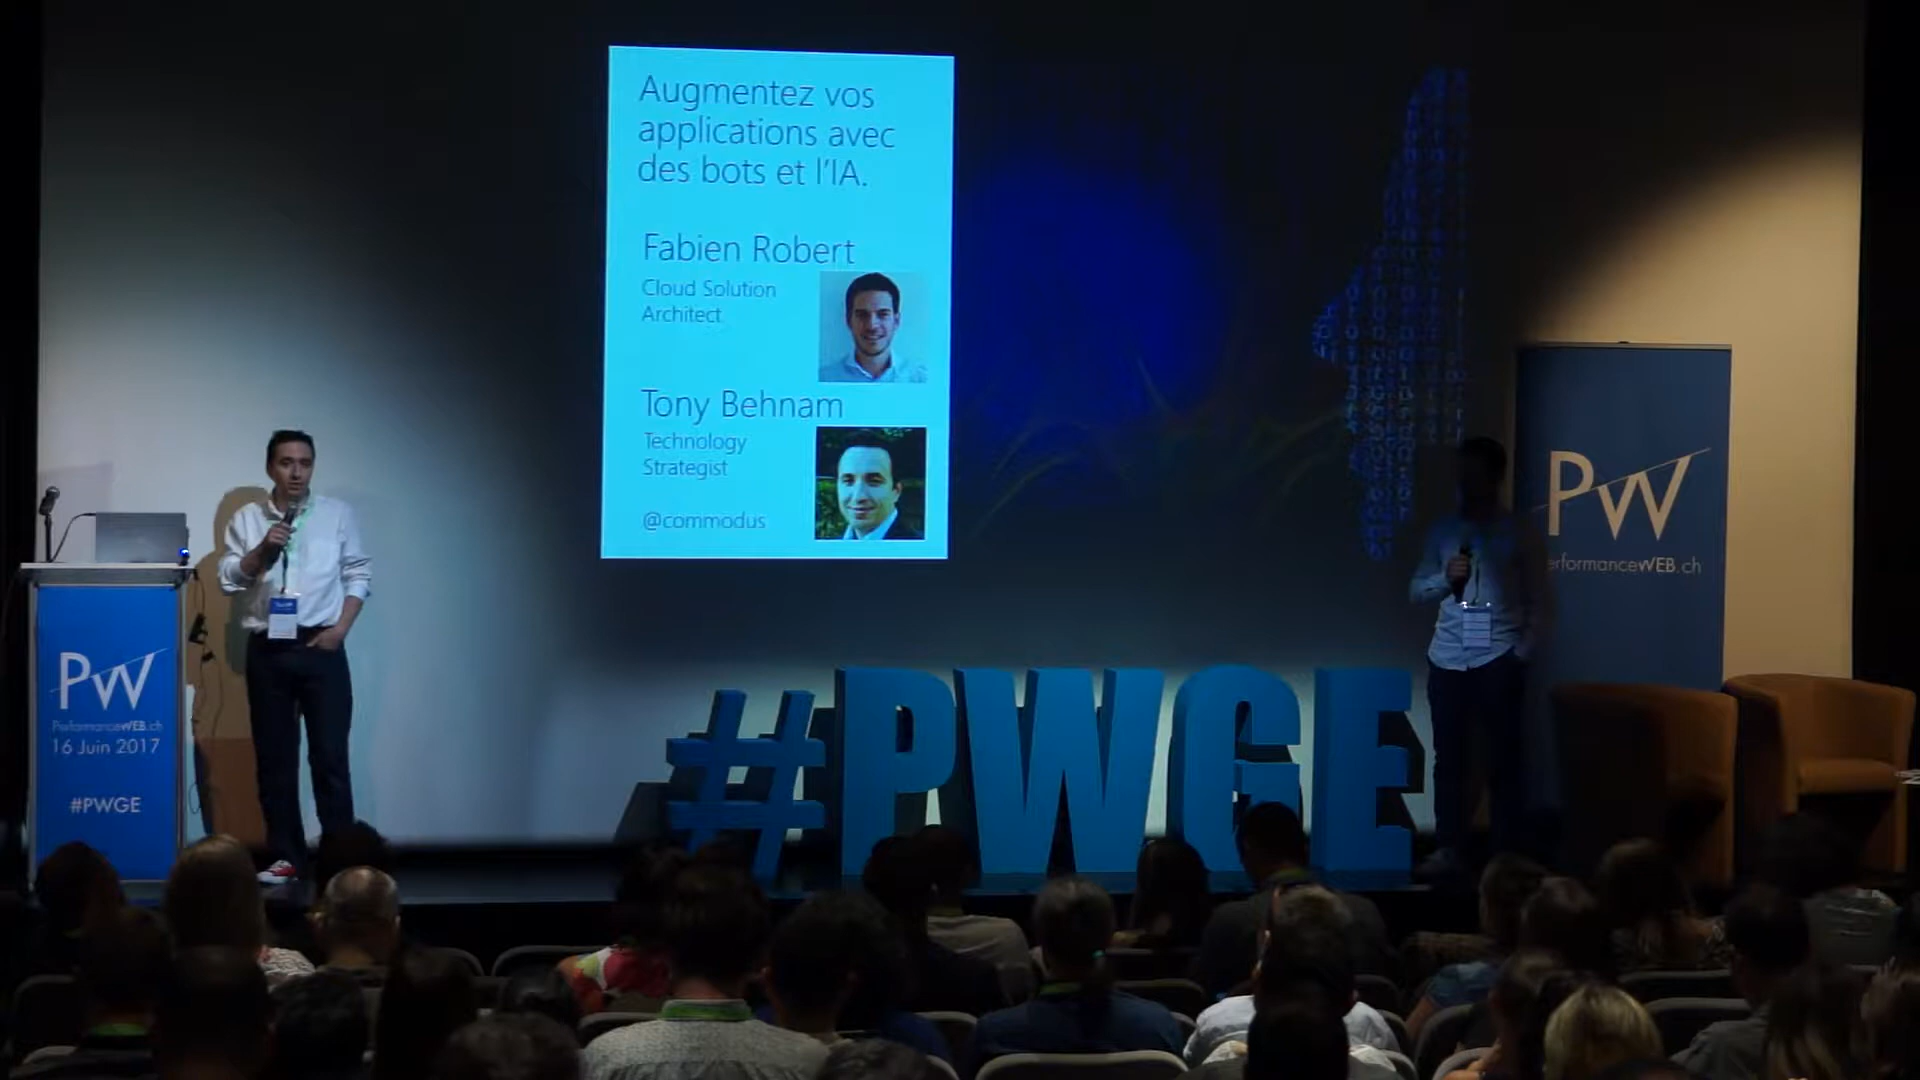 Augmentez vos
applications avec
des bots et l'IA.
Fabien Robert
Cloud Solution
Architect
Tony Behnam
Technology
Strategist
@commodus
PW
PerformanceWEB.ch
16 Juin 2017
#PWGE
#PWGE
PW
erformanceWEB.ch